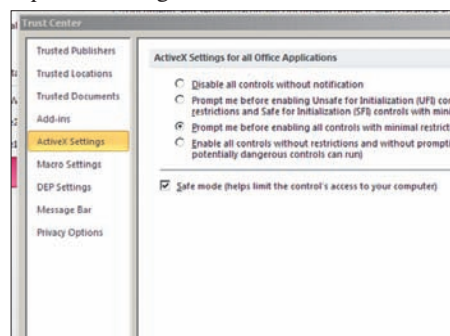 Trust Center
Trusted Publishers
Trusted Locations
Trusted Documents
Add-ins
ActiveX Settings
Macro Settings
DEP Settings
Message Bar
Privacy Options
ActiveX Settings for all Office Applications
Disable all controls without notification
Prompt me before enabling Unsafe for Initialization (UFI) co
restrictions and Safe for Initialization (SFI) controls with mini
Prompt me before enabling all controls with minimal restrict
Enable all controls without restrictions and without prompti
potentially dangerous controls can run)
Safe mode (helps limit the control's access to your computer)